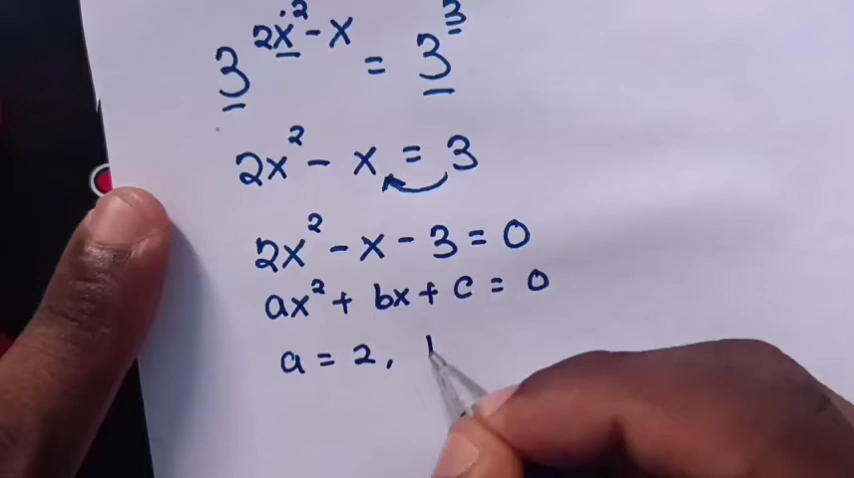 3^(2x² - x) = 3^3
2x² - x = 3
2x² - x - 3 = 0
ax² + bx + c = 0
a = 2,